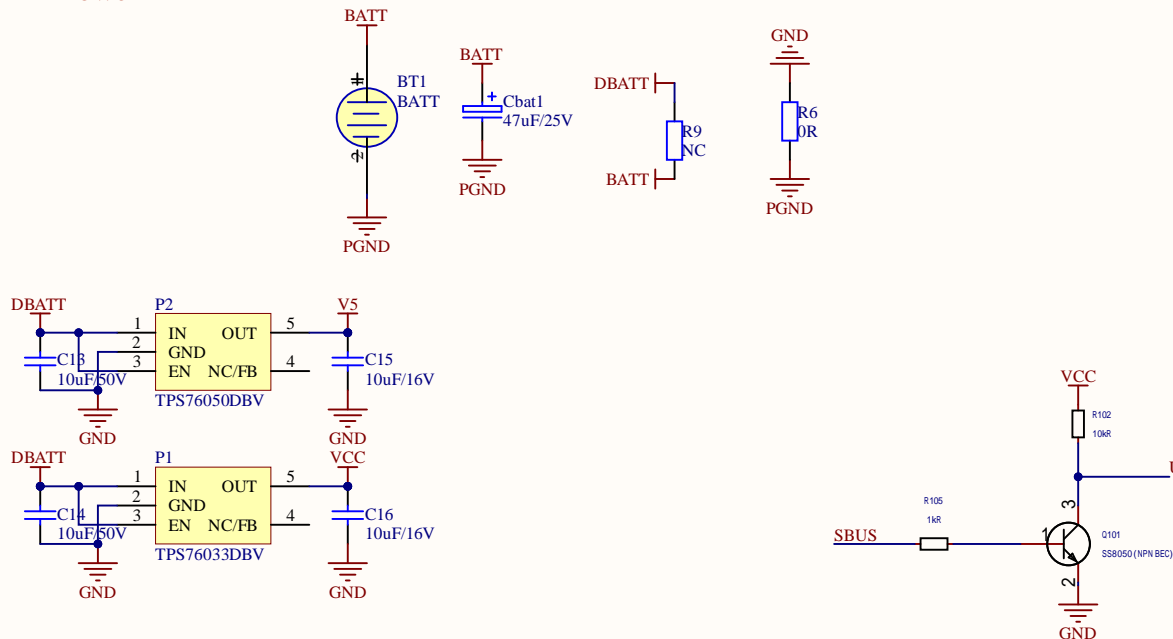 BATT
1
BT1
BATT
2
PGND
BATT
+
Cbat1
47uF/25V
PGND
DBATT
R9
NC
BATT
GND
R6
0R
PGND
DBATT
P2
V5
1
IN
OUT
5
2
GND
3
EN
NC/FB
4
C13
10uF/50V
TPS76050DBV
C15
10uF/16V
GND
GND
DBATT
P1
VCC
1
IN
OUT
5
2
GND
3
EN
NC/FB
4
C14
10uF/50V
TPS76033DBV
C16
10uF/16V
GND
GND
VCC
R102
10kR
R105
1kR
SBUS
3
1
Q101
SS8050(NPN BEC)
2
GND